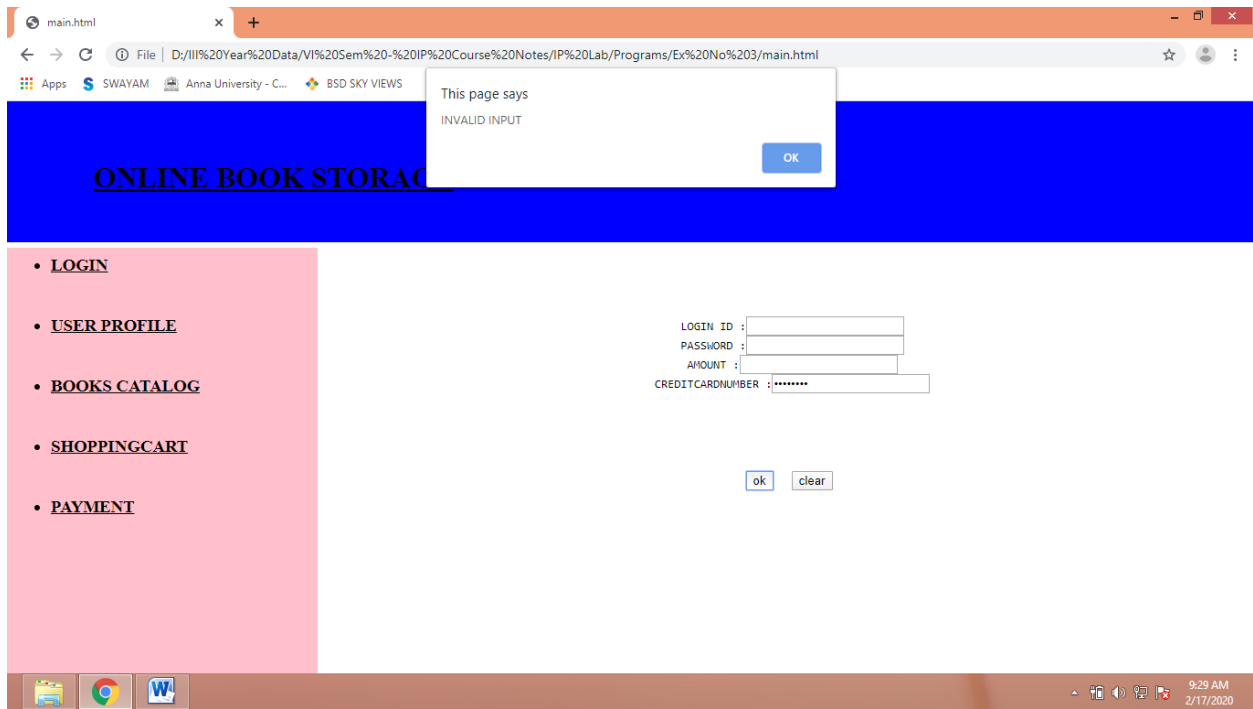 main.html
File D:/III%20Year%20Data/VI%20Sem%20-%20IP%20Course%20Notes/IP%20Lab/Programs/Ex%20No%203/main.html
Apps SWAYAM Anna University - C... BSD SKY VIEWS
This page says
INVALID INPUT
OK
ONLINE BOOK STORAG
LOGIN
USER PROFILE
BOOKS CATALOG
SHOPPINGCART
PAYMENT
LOGIN ID :
PASSWORD :
AMOUNT :
CREDITCARDNUMBER :••••••••
ok clear
9:29 AM
2/17/2020